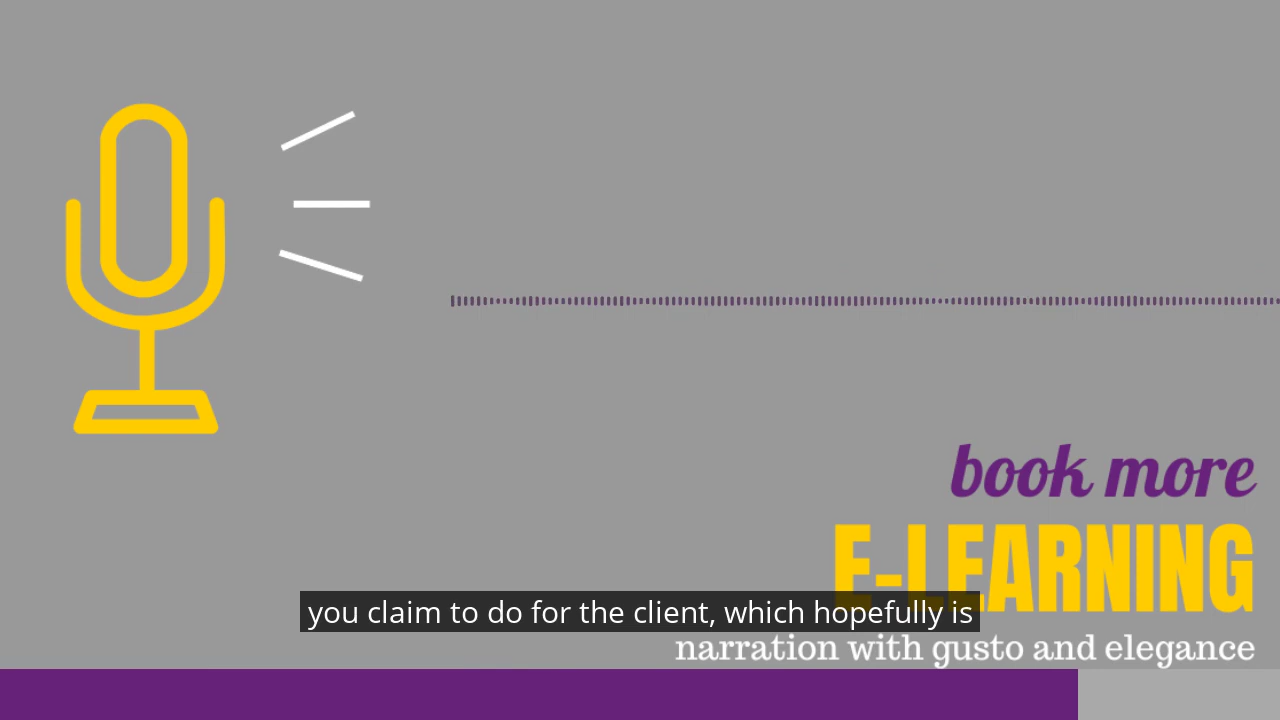 book more
E-LEARNING
you claim to do for the client, which hopefully is
narration with gusto and elegance